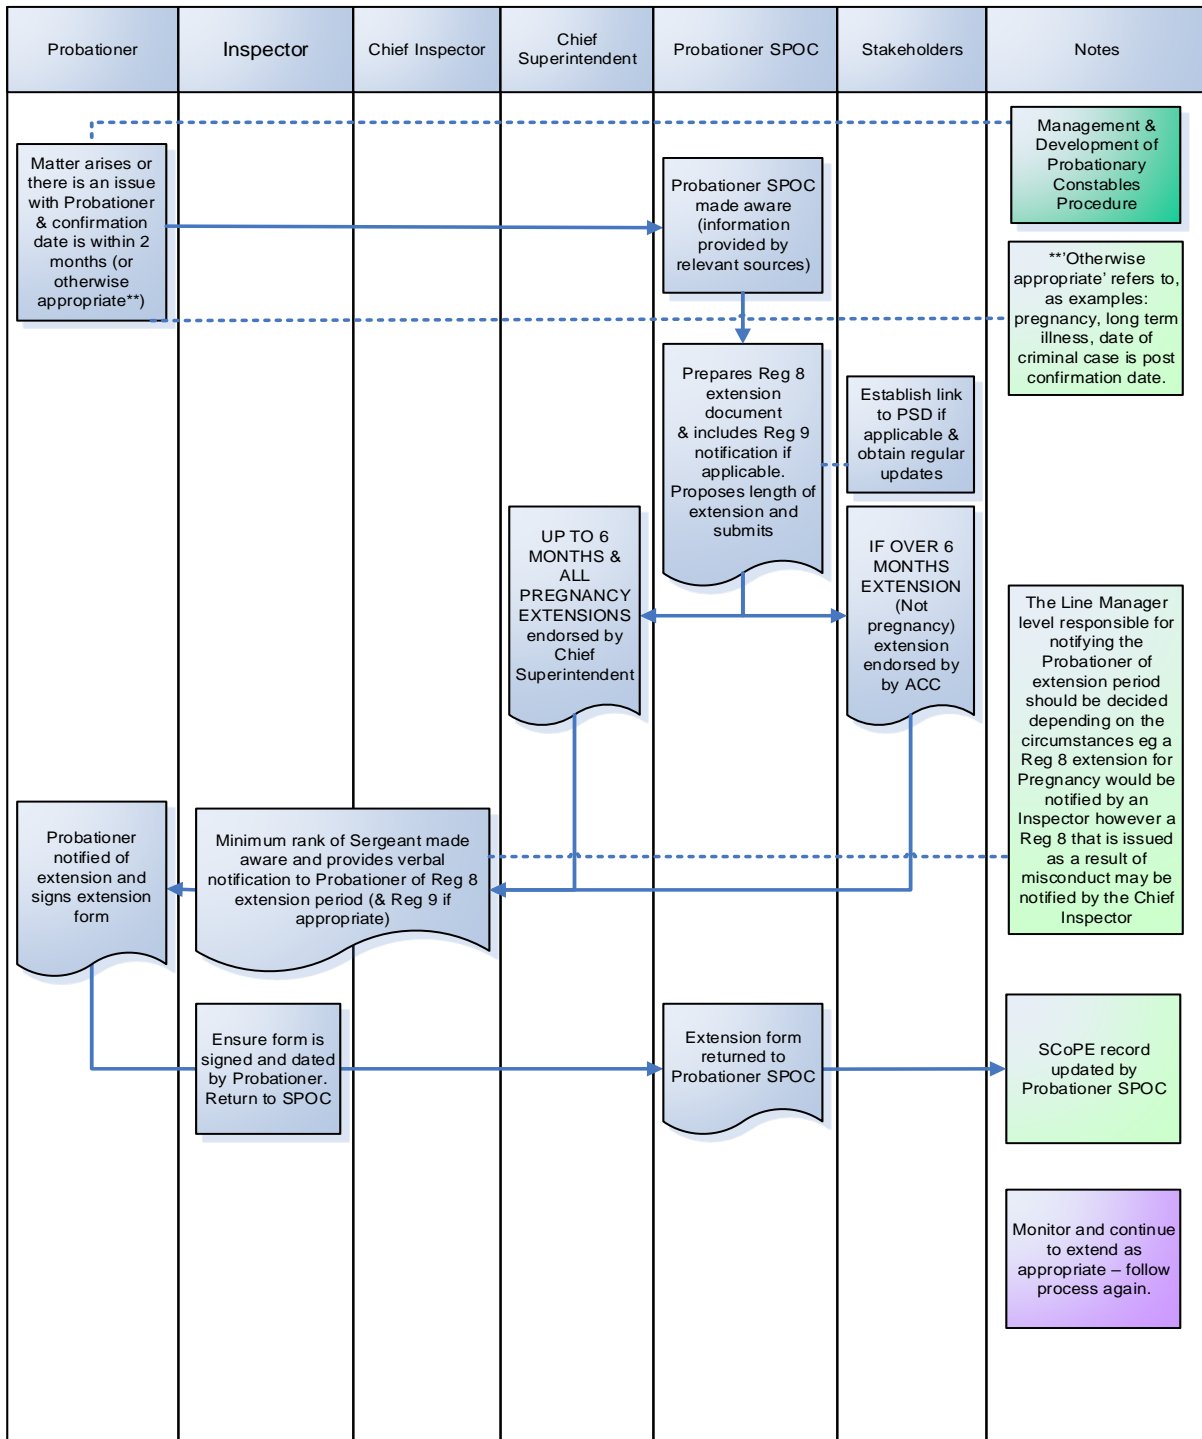 Probationer
Inspector
Chief Inspector
Chief
Superintendent
Probationer SPOC
Stakeholders
Notes
Matter arises or
there is an issue
with Probationer
& confirmation
date is within 2
months (or
otherwise
appropriate**)
Probationer SPOC
made aware
(information
provided by
relevant sources)
Management &
Development of
Probationary
Constables
Procedure
**'Otherwise
appropriate' refers to,
as examples:
pregnancy, long term
illness, date of
criminal case is post
confirmation date.
Prepares Reg 8
extension
document
& includes Reg 9
notification if
applicable.
Proposes length of
extension and
submits
Establish link
to PSD if
applicable &
obtain regular
updates
UP TO 6
MONTHS &
ALL
PREGNANCY
EXTENSIONS
endorsed by
Chief
Superintendent
IF OVER 6
MONTHS
EXTENSION
(Not
pregnancy)
extension
endorsed by
by ACC
The Line Manager
level responsible for
notifying the
Probationer of
extension period
should be decided
depending on the
circumstances eg a
Reg 8 extension for
Pregnancy would be
notified by an
Inspector however a
Reg 8 that is issued
as a result of
misconduct may be
notified by the Chief
Inspector
Probationer
notified of
extension and
signs extension
form
Minimum rank of Sergeant made
aware and provides verbal
notification to Probationer of Reg 8
extension period (& Reg 9 if
appropriate)
Ensure form is
signed and dated
by Probationer.
Return to SPOC
Extension form
returned to
Probationer SPOC
SCoPE record
updated by
Probationer SPOC
Monitor and continue
to extend as
appropriate – follow
process again.